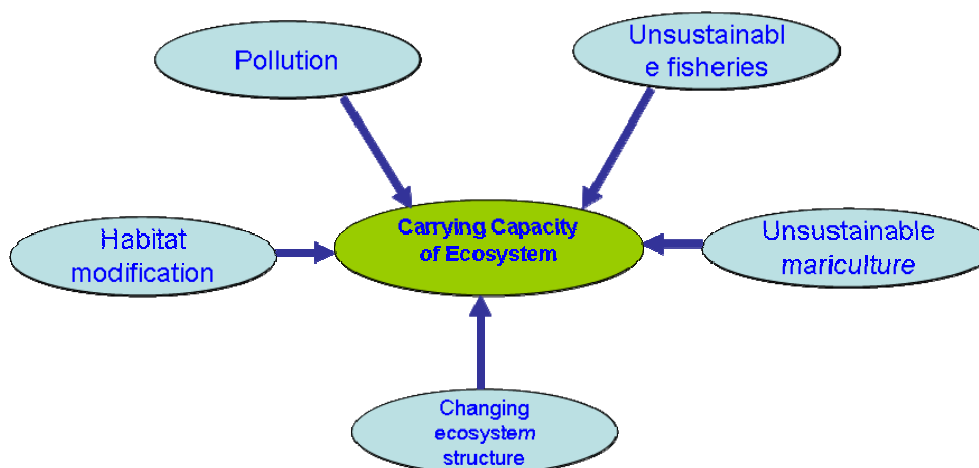 Pollution
Unsustainabl
e fisheries
Carrying Capacity
of Ecosystem
Habitat
modification
Unsustainable
mariculture
Changing
ecosystem
structure